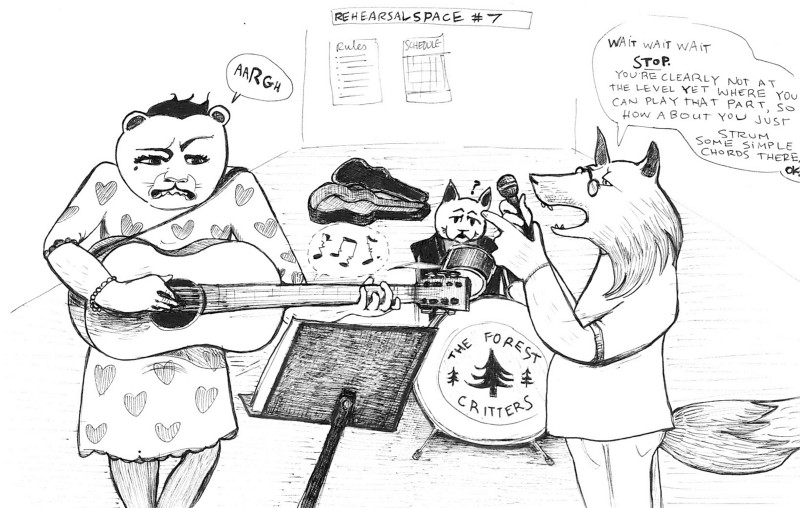 REHEARSAL SPACE #7
Rules
SCHEDULE
AARGH
WAIT WAIT WAIT
STOP.
YOU'RE CLEARLY NOT AT
THE LEVEL YET WHERE YOU
CAN PLAY THAT PART, SO
HOW ABOUT YOU JUST
STRUM
SOME SIMPLE
CHORDS THERE,
OK
?
THE FOREST
CRITTERS